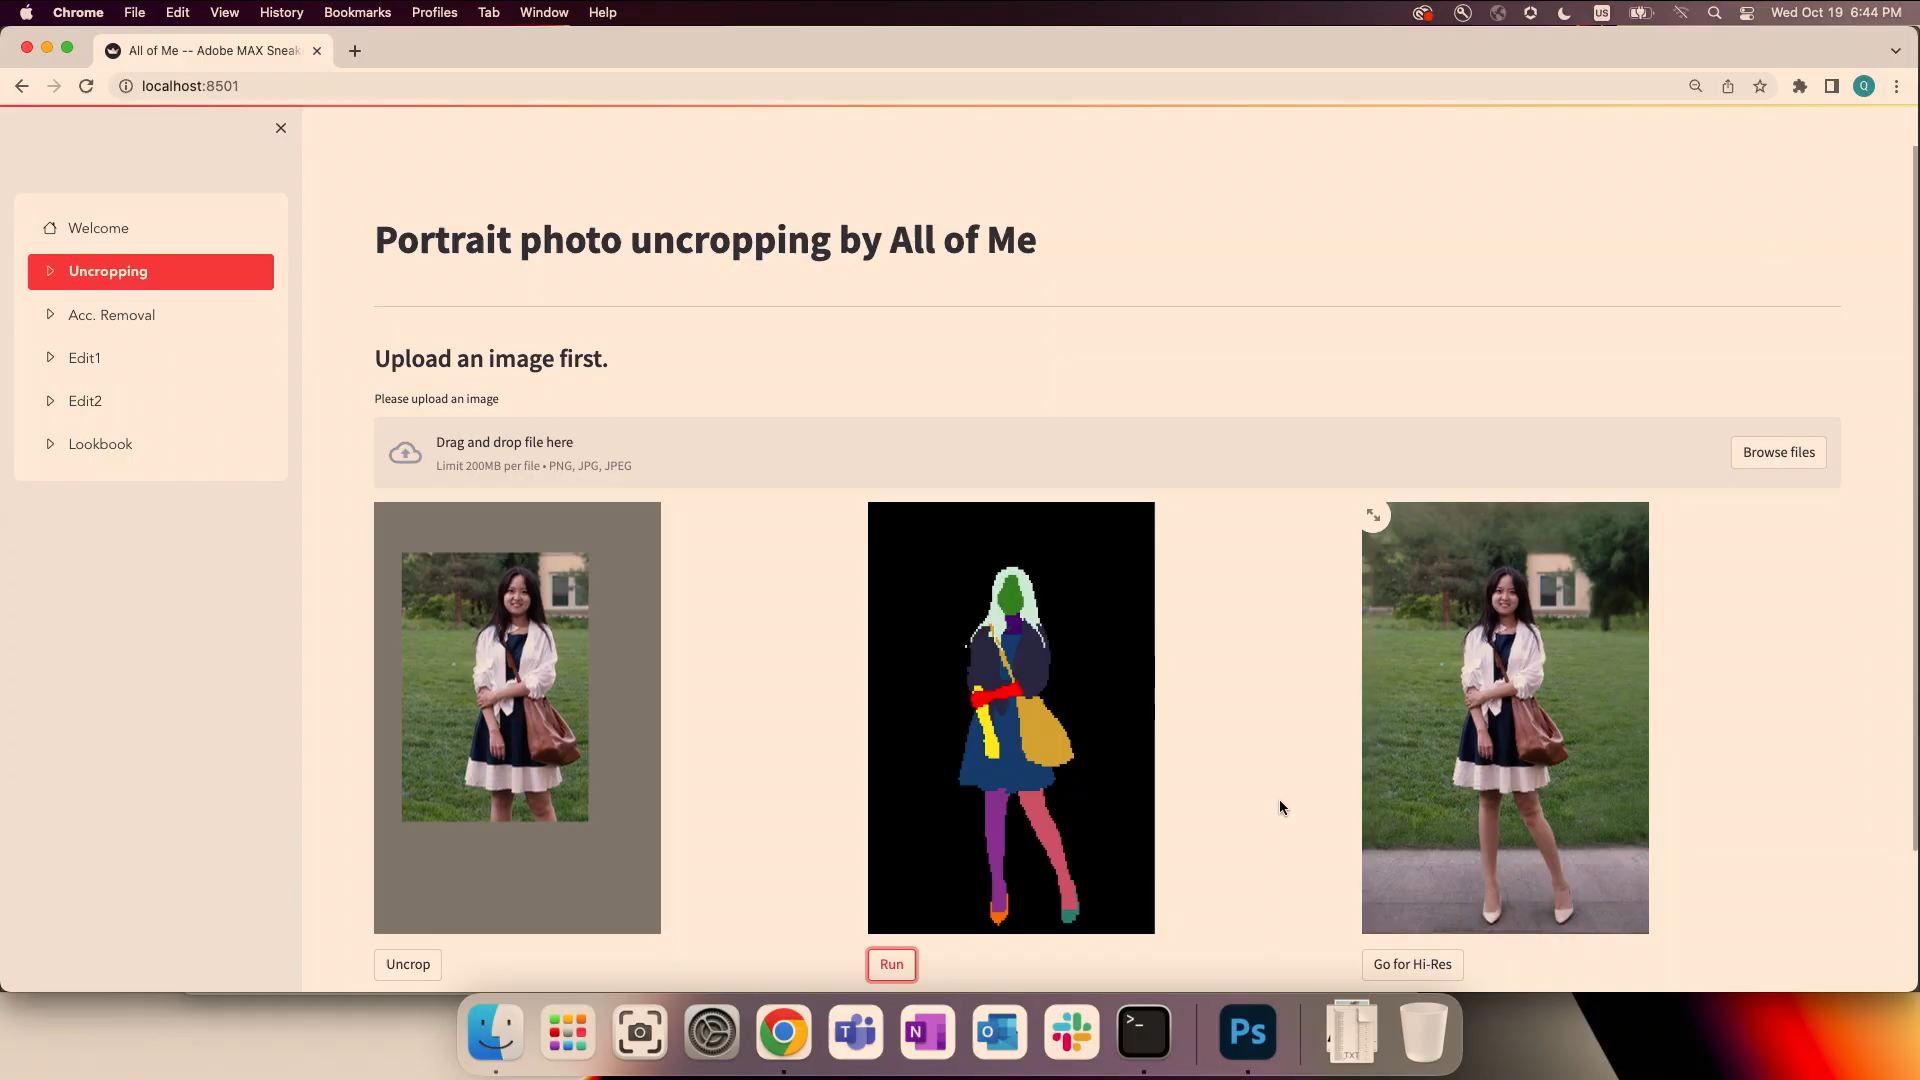 Chrome File Edit View History Bookmarks Profiles Tab Window Help
US
Wed Oct 19 6:44 PM
All of Me -- Adobe MAX Sneak
localhost:8501
Q
Welcome
Uncropping
Acc. Removal
Edit1
Edit2
Lookbook
Portrait photo uncropping by All of Me
Upload an image first.
Please upload an image
Drag and drop file here
Limit 200MB per file • PNG, JPG, JPEG
Browse files
Uncrop
Run
Go for Hi-Res
T
N
O
>_
Ps
TXT